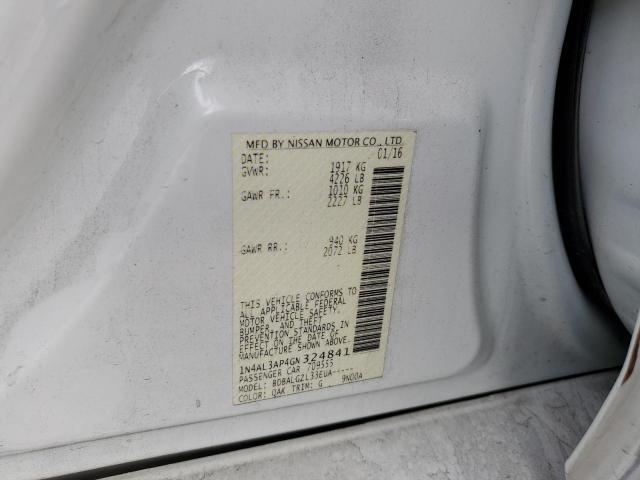 MFD BY NISSAN MOTOR CO., LTD.
DATE: 01/16
GVWR: 1917 KG
4226 LB
GAWR FR.: 1010 KG
2227 LB
GAWR RR.: 940 KG
2072 LB
THIS VEHICLE CONFORMS TO
ALL APPLICABLE FEDERAL
MOTOR VEHICLE SAFETY,
BUMPER, AND THEFT
PREVENTION STANDARDS IN
EFFECT ON THE DATE OF
MANUFACTURE SHOWN ABOVE.
1N4AL3AP4GN324841
PASSENGER CAR 7D9555
MODEL: BDBALGZL33EUA-----
COLOR: QAK TRIM: G 9N00A